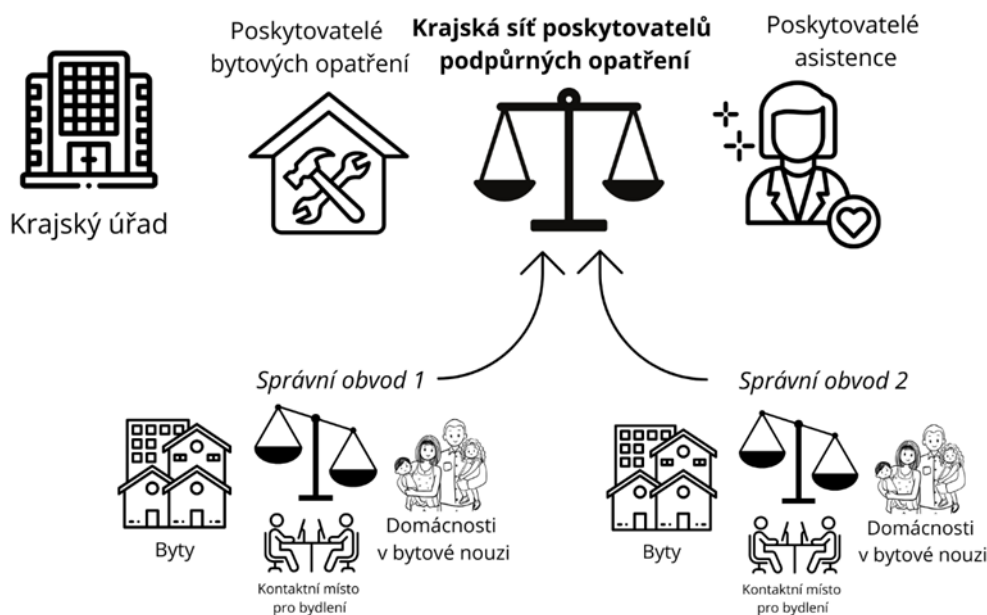 Krajský úřad
Poskytovatelé
bytových opatření
Krajská síť poskytovatelů
podpůrných opatření
Poskytovatelé
asistence
Správní obvod 1
Byty
Kontaktní místo
pro bydlení
Domácnosti
v bytové nouzi
Správní obvod 2
Byty
Kontaktní místo
pro bydlení
Domácnosti
v bytové nouzi